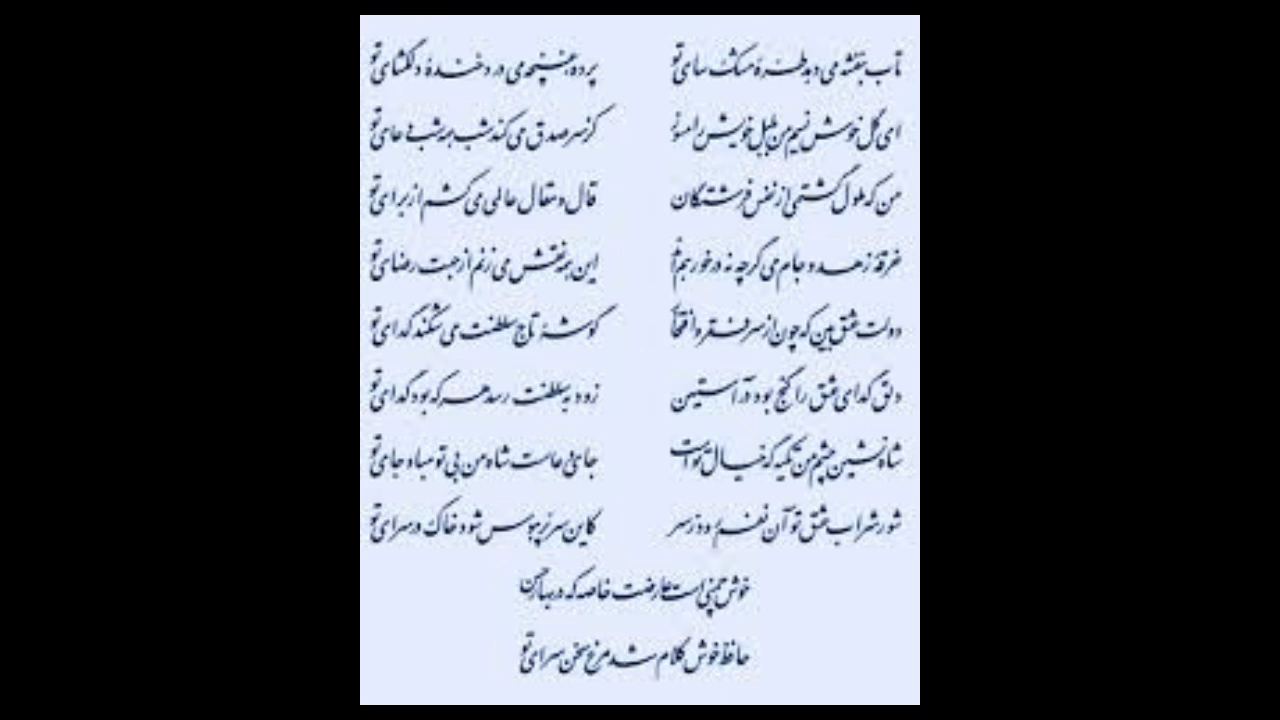 تاب بنفشه می‌دهد طرهٔ مشک سای تو پردهٔ غنچه می‌درد خندهٔ دلگشای تو
ای گل خوش نسیم من بلبل خویش را مسوز کز سر صدق می‌کند شب همه شب دعای تو
من که ملول گشتمی از نفس فرشتگان قال و مقال عالمی می‌کشم از برای تو
خرقهٔ زهد و جام می گرچه نه درخور همند این همه نقش می‌زنم از جهت رضای تو
دولت عشق بین که چون از سر فقر و افتخار گوشهٔ تاج سلطنت می‌شکند گدای تو
دلق گدای عشق را گنج بود در آستین زود به سلطنت رسد هر که بود گدای تو
شاه‌نشین چشم من تکیه‌گه خیال توست جای دعاست شاه من بی تو مباد جای تو
شور شراب عشق تو آن نفسم رود ز سر کاین سر پر هوس شود خاک در سرای تو
خوش چمنی است عارضت خاصه که در بهار حسن
حافظ خوش کلام شد مرغ سخن سرای تو